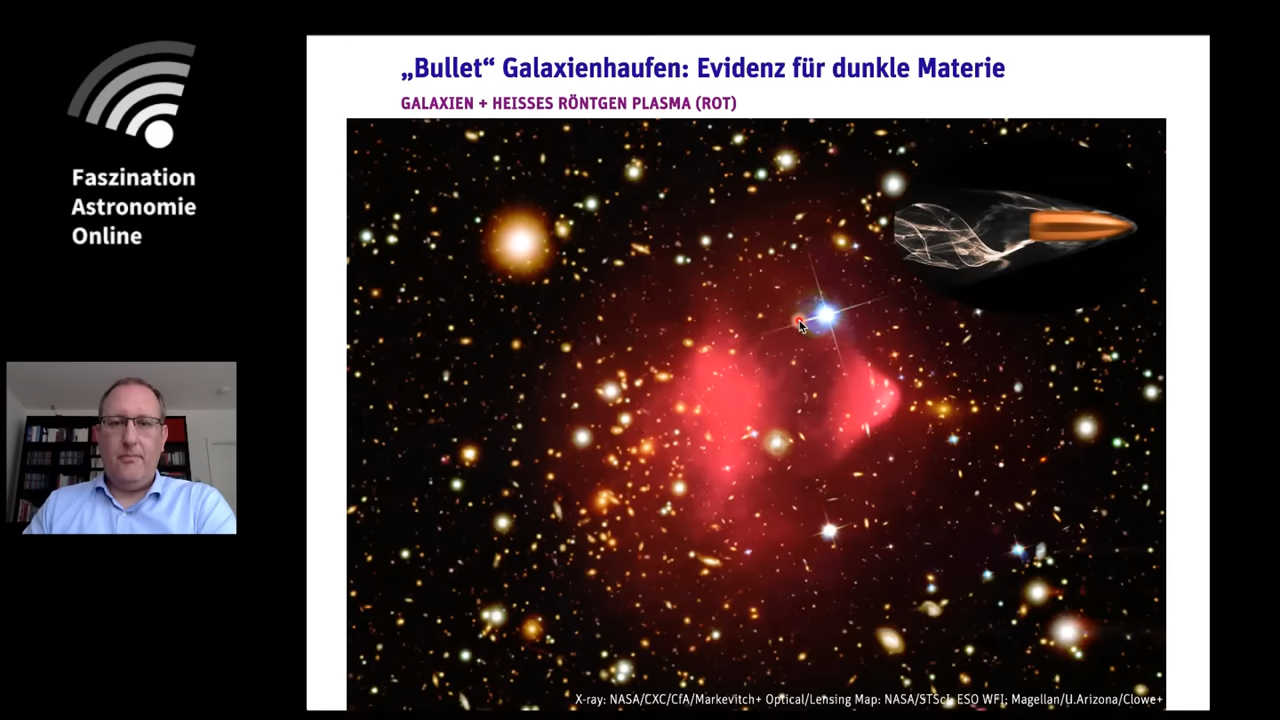 Faszination
Astronomie
Online
„Bullet“ Galaxienhaufen: Evidenz für dunkle Materie
GALAXIEN + HEISSES RÖNTGEN PLASMA (ROT)
X-ray: NASA/CXC/CfA/Markevitch+ Optical/Lensing Map: NASA/STScI; ESO WFI; Magellan/U.Arizona/Clowe+